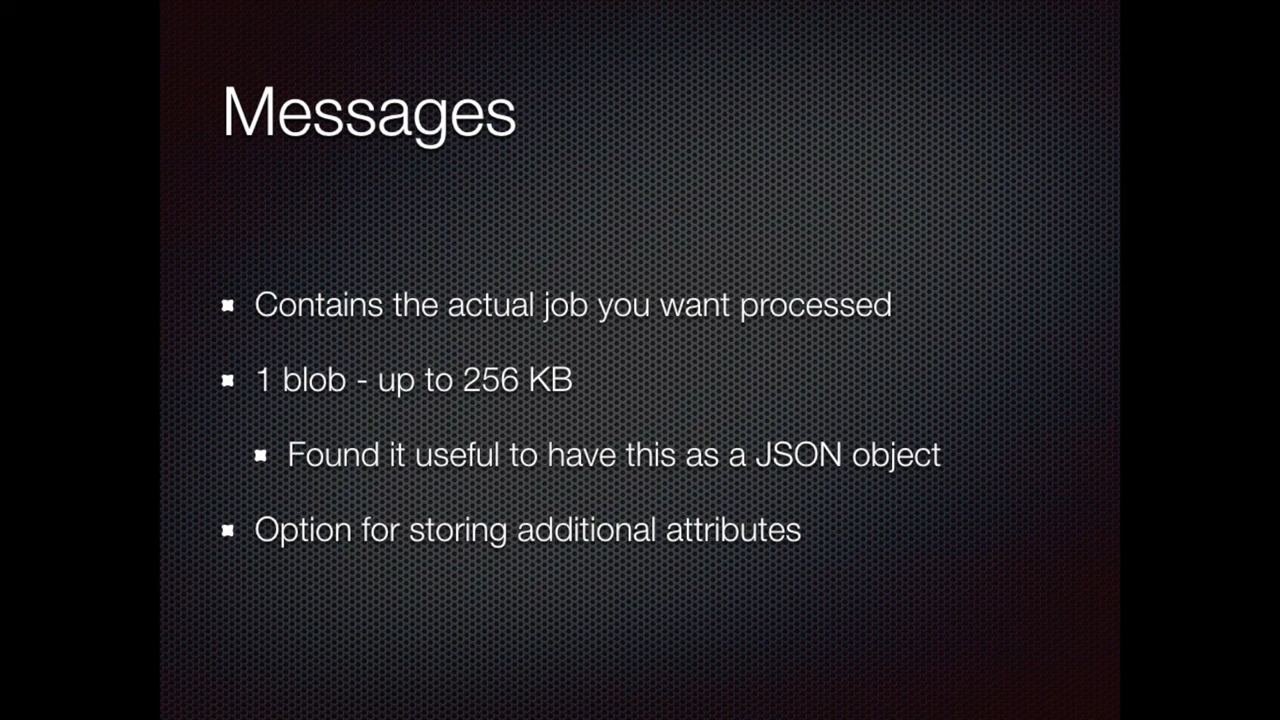 Messages
Contains the actual job you want processed
1 blob - up to 256 KB
Found it useful to have this as a JSON object
Option for storing additional attributes